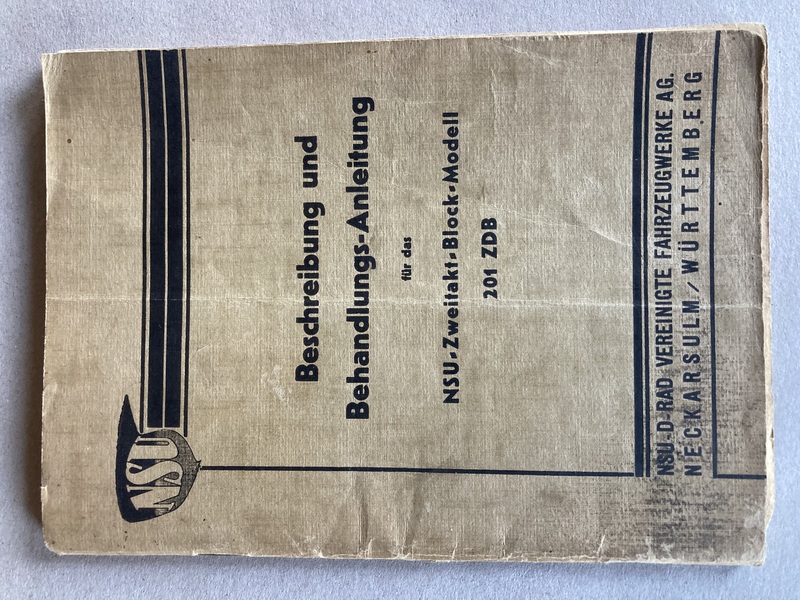 NSU
Beschreibung und
Behandlungs-Anleitung
für das
NSU-Zweitakt-Block-Modell
201 ZDB
NSU-D-RAD VEREINIGTE FAHRZEUGWERKE AG.
NECKARSULM/WÜRTTEMBERG